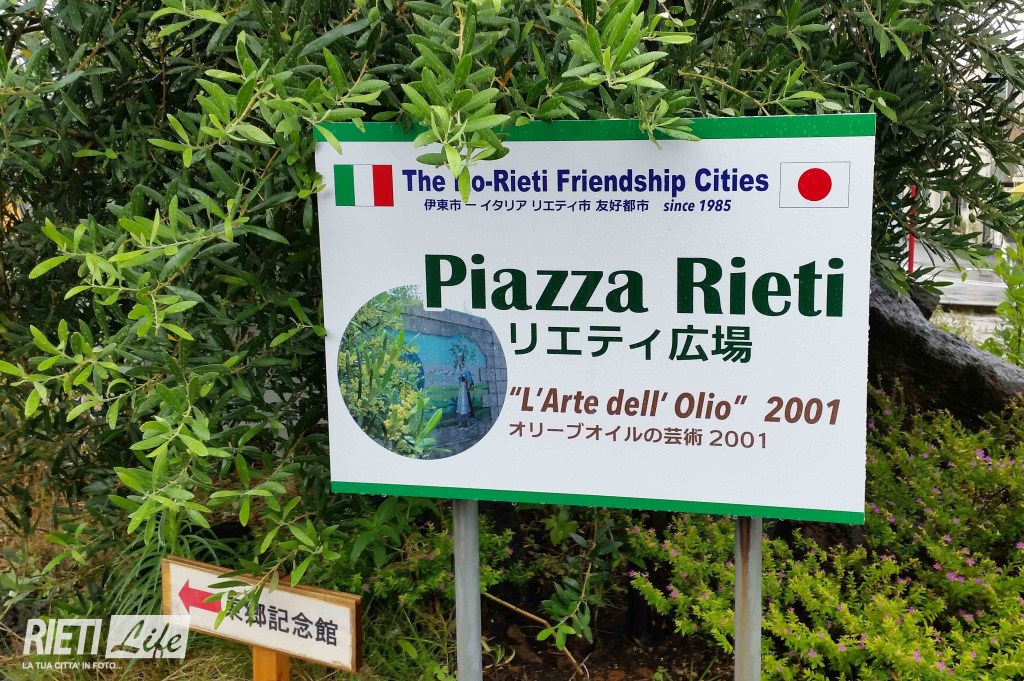 The Ito-Rieti Friendship Cities
伊東市 ー イタリア リエティ市 友好都市 since 1985
Piazza Rieti
リエティ広場
"L'Arte dell' Olio" 2001
オリーブオイルの芸術 2001
東郷記念館
RIETI Life
LA TUA CITTA' IN FOTO...